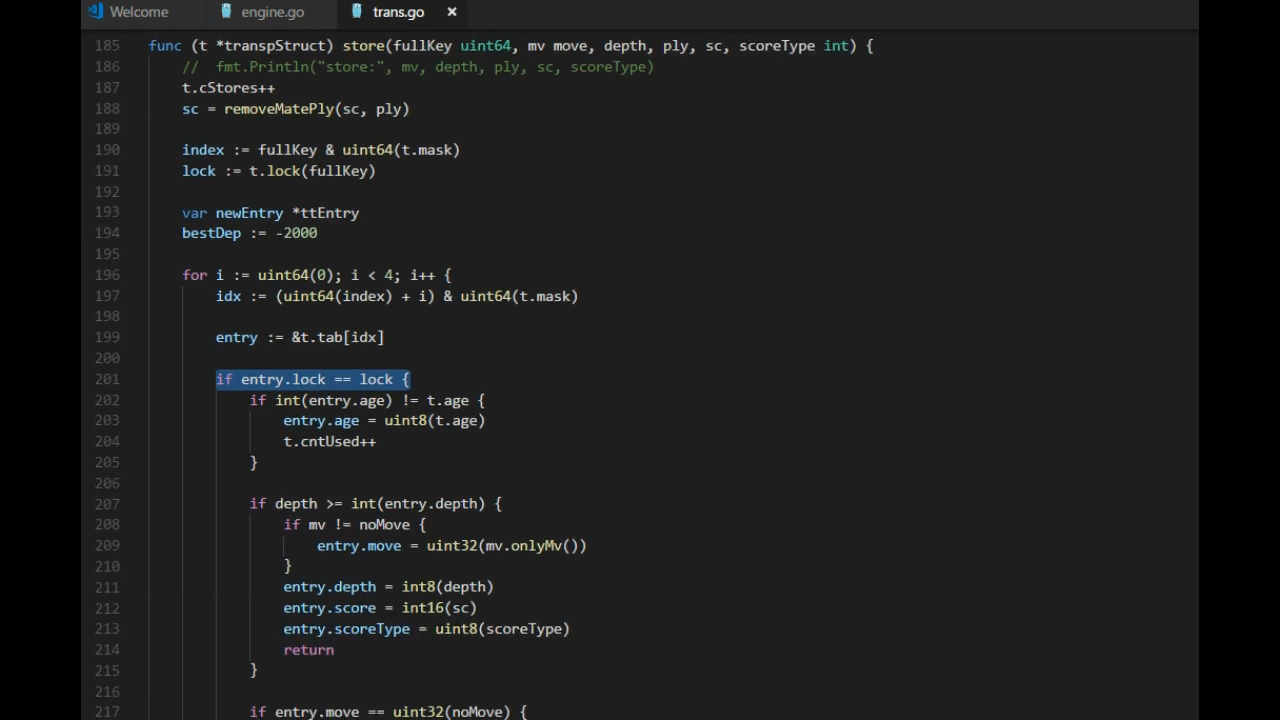 Welcome engine.go trans.go ×
185 func (t *transpStruct) store(fullKey uint64, mv move, depth, ply, sc, scoreType int) {
186 // fmt.Println("store:", mv, depth, ply, sc, scoreType)
187 t.cStores++
188 sc = removeMatePly(sc, ply)
189
190 index := fullKey & uint64(t.mask)
191 lock := t.lock(fullKey)
192
193 var newEntry *ttEntry
194 bestDep := -2000
195
196 for i := uint64(0); i < 4; i++ {
197 idx := (uint64(index) + i) & uint64(t.mask)
198
199 entry := &t.tab[idx]
200
201 if entry.lock == lock {
202 if int(entry.age) != t.age {
203 entry.age = uint8(t.age)
204 t.cntUsed++
205 }
206
207 if depth >= int(entry.depth) {
208 if mv != noMove {
209 entry.move = uint32(mv.onlyMv())
210 }
211 entry.depth = int8(depth)
212 entry.score = int16(sc)
213 entry.scoreType = uint8(scoreType)
214 return
215 }
216
217 if entry.move == uint32(noMove) {